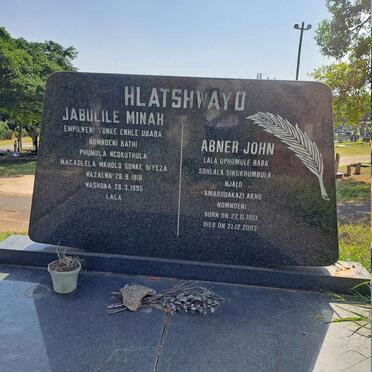 HLATSHWAYO
JABULILE MINAH
EMPILWENI YONKE ENHLE UBABA
NOMNDENI BATHI
PHUMULA NCOKUTHULA
MACADLELA MKHOLO SONKE SIYEZA
WAZALWA 28.9.1918
WASHONA 28.3.1995
LALA
ABNER JOHN
LALA UPHUMULE BABA
SOHLALA SIKUKHUMBULA
NJALO
AMADODAKAZI AKHO
NOMNDENI
BORN ON 22.11.1913
DIED ON 21.12.2003